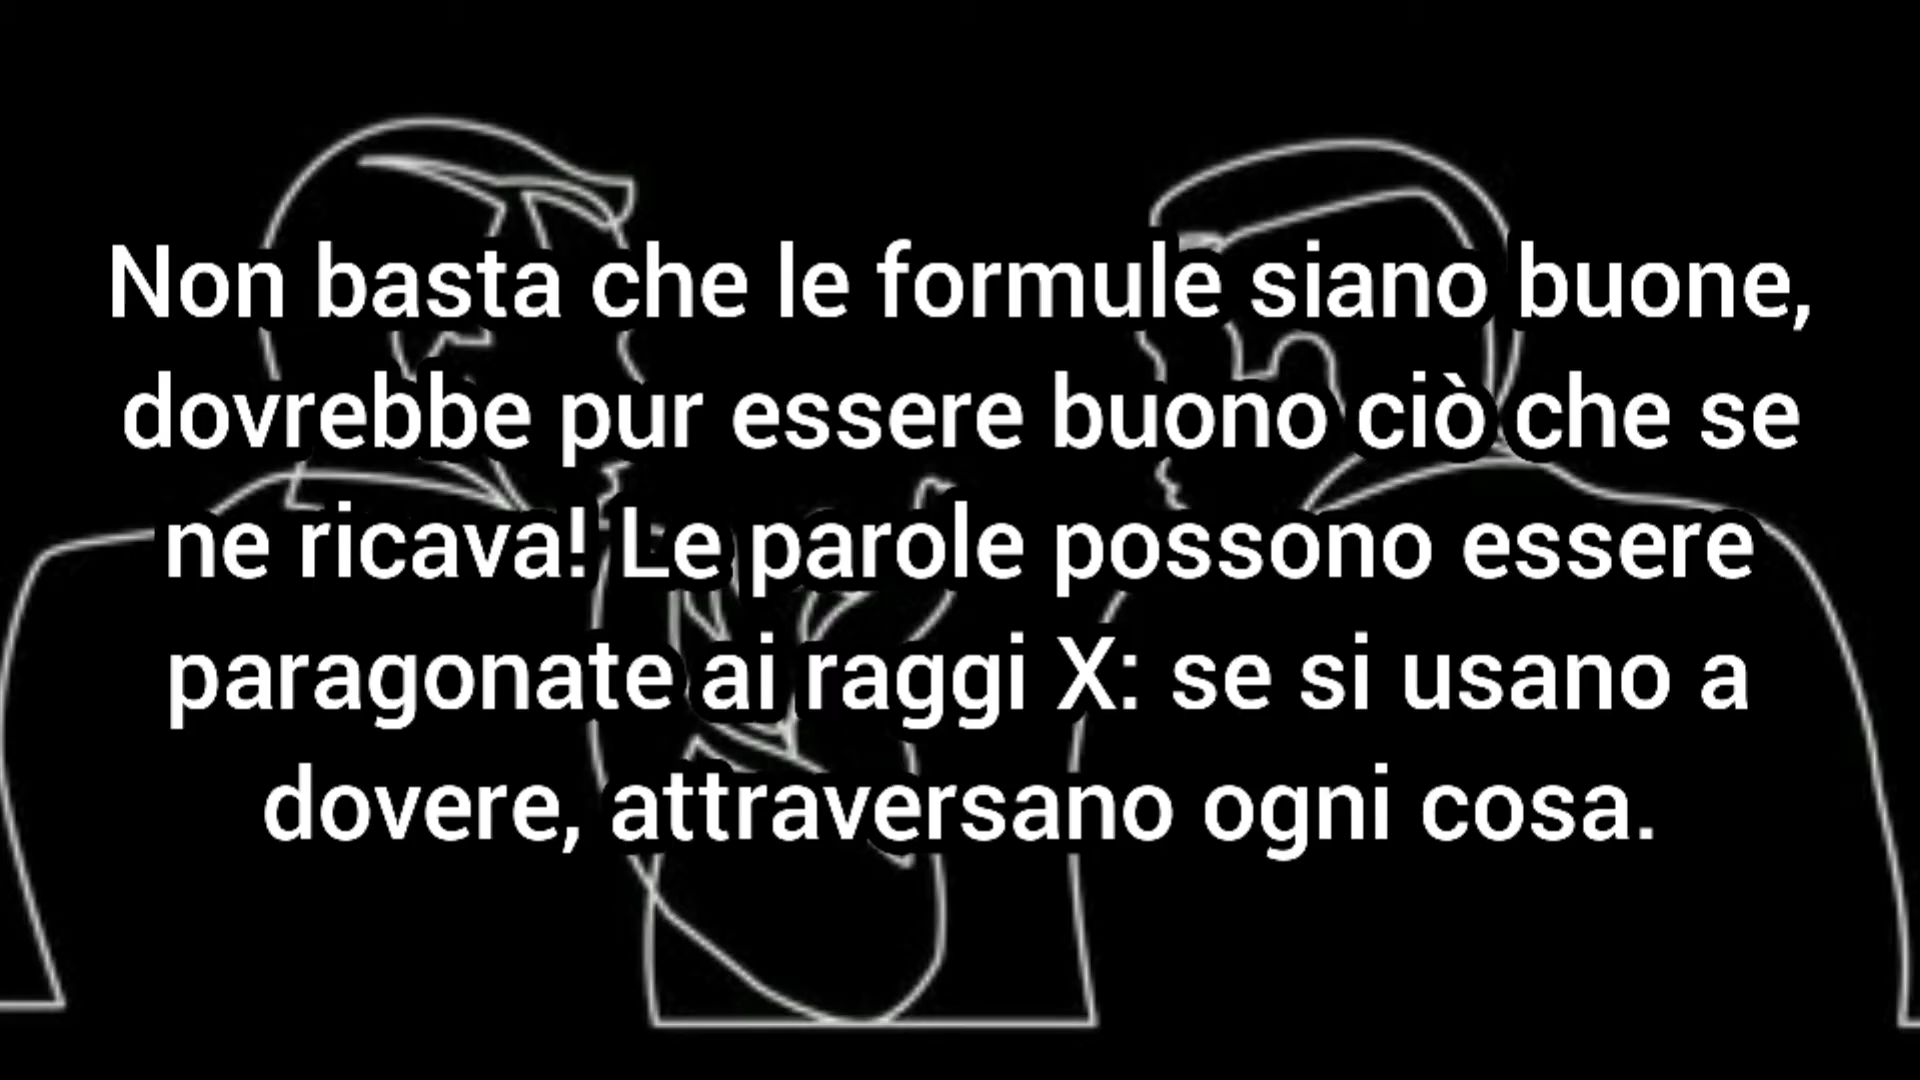 Non basta che le formule siano buone,
dovrebbe pur essere buono ciò che se
ne ricava! Le parole possono essere
paragonate ai raggi X: se si usano a
dovere, attraversano ogni cosa.